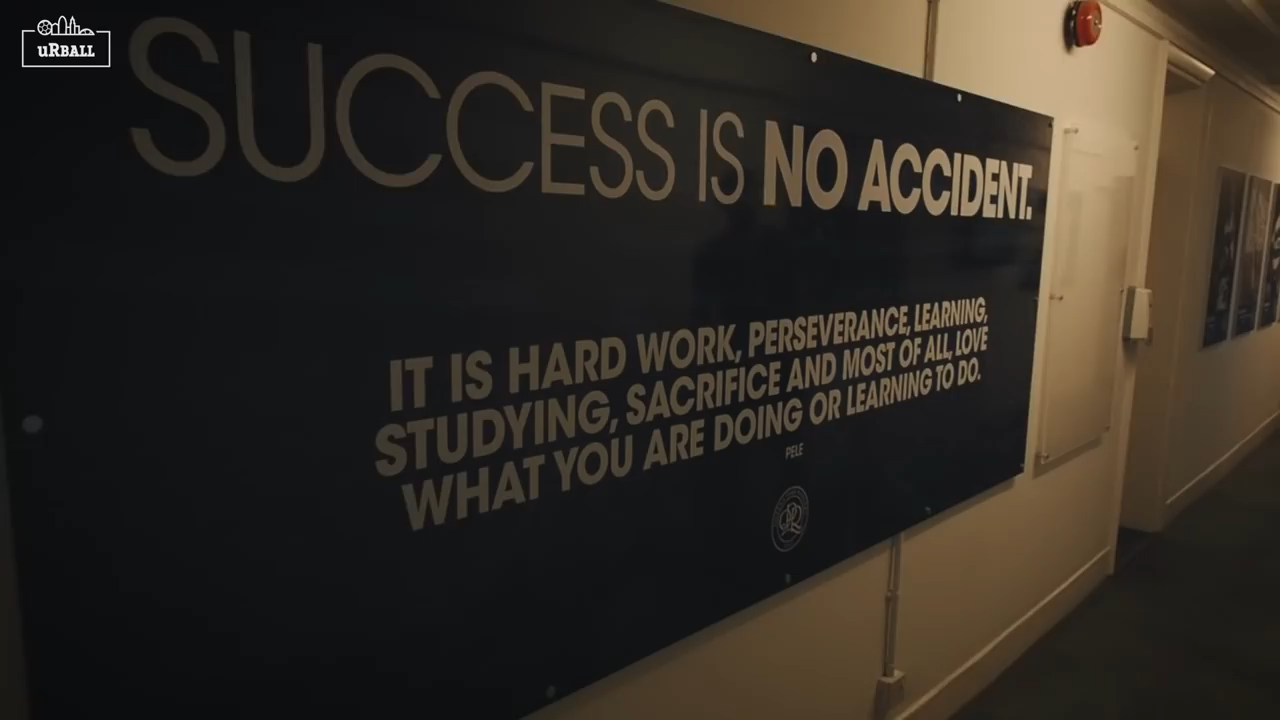 uRBALL
SUCCESS IS NO ACCIDENT.
IT IS HARD WORK, PERSEVERANCE, LEARNING,
STUDYING, SACRIFICE AND MOST OF ALL, LOVE
WHAT YOU ARE DOING OR LEARNING TO DO.
PELE